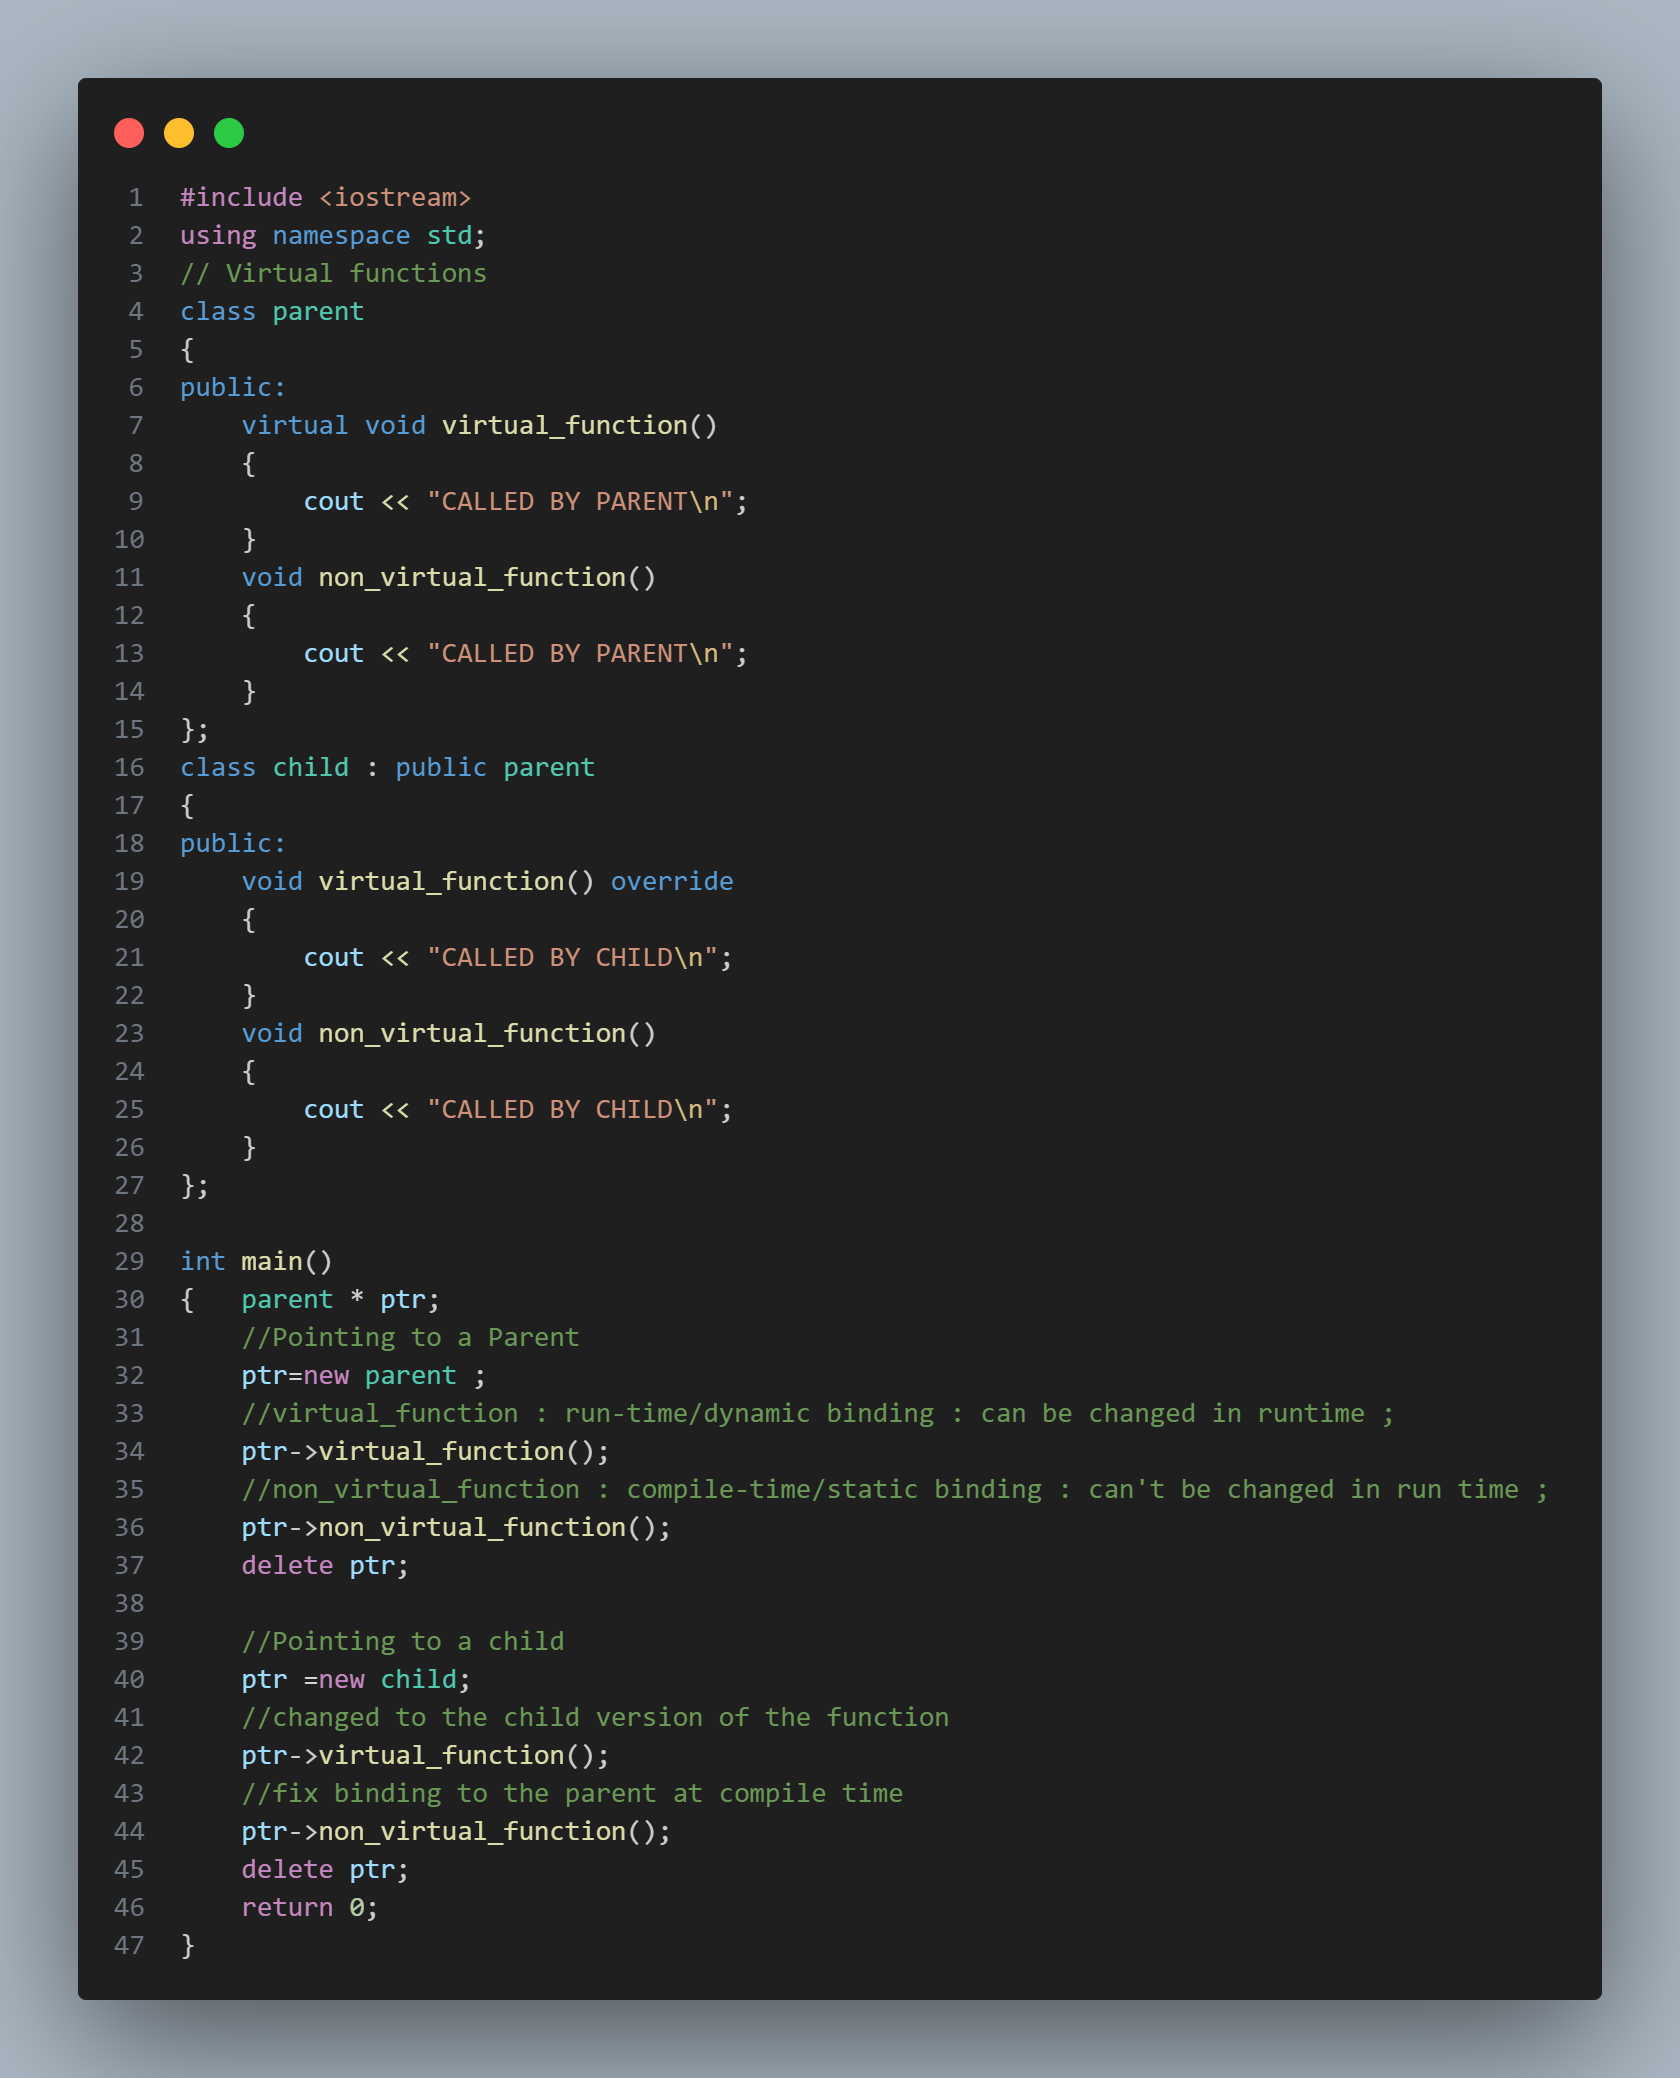 1 #include <iostream>
2 using namespace std;
3 // Virtual functions
4 class parent
5 {
6 public:
7     virtual void virtual_function()
8     {
9         cout << "CALLED BY PARENT\n";
10     }
11     void non_virtual_function()
12     {
13         cout << "CALLED BY PARENT\n";
14     }
15 };
16 class child : public parent
17 {
18 public:
19     void virtual_function() override
20     {
21         cout << "CALLED BY CHILD\n";
22     }
23     void non_virtual_function()
24     {
25         cout << "CALLED BY CHILD\n";
26     }
27 };
28
29 int main()
30 {   parent * ptr;
31     //Pointing to a Parent
32     ptr=new parent ;
33     //virtual_function : run-time/dynamic binding : can be changed in runtime ;
34     ptr->virtual_function();
35     //non_virtual_function : compile-time/static binding : can't be changed in run time ;
36     ptr->non_virtual_function();
37     delete ptr;
38
39     //Pointing to a child
40     ptr =new child;
41     //changed to the child version of the function
42     ptr->virtual_function();
43     //fix binding to the parent at compile time
44     ptr->non_virtual_function();
45     delete ptr;
46     return 0;
47 }